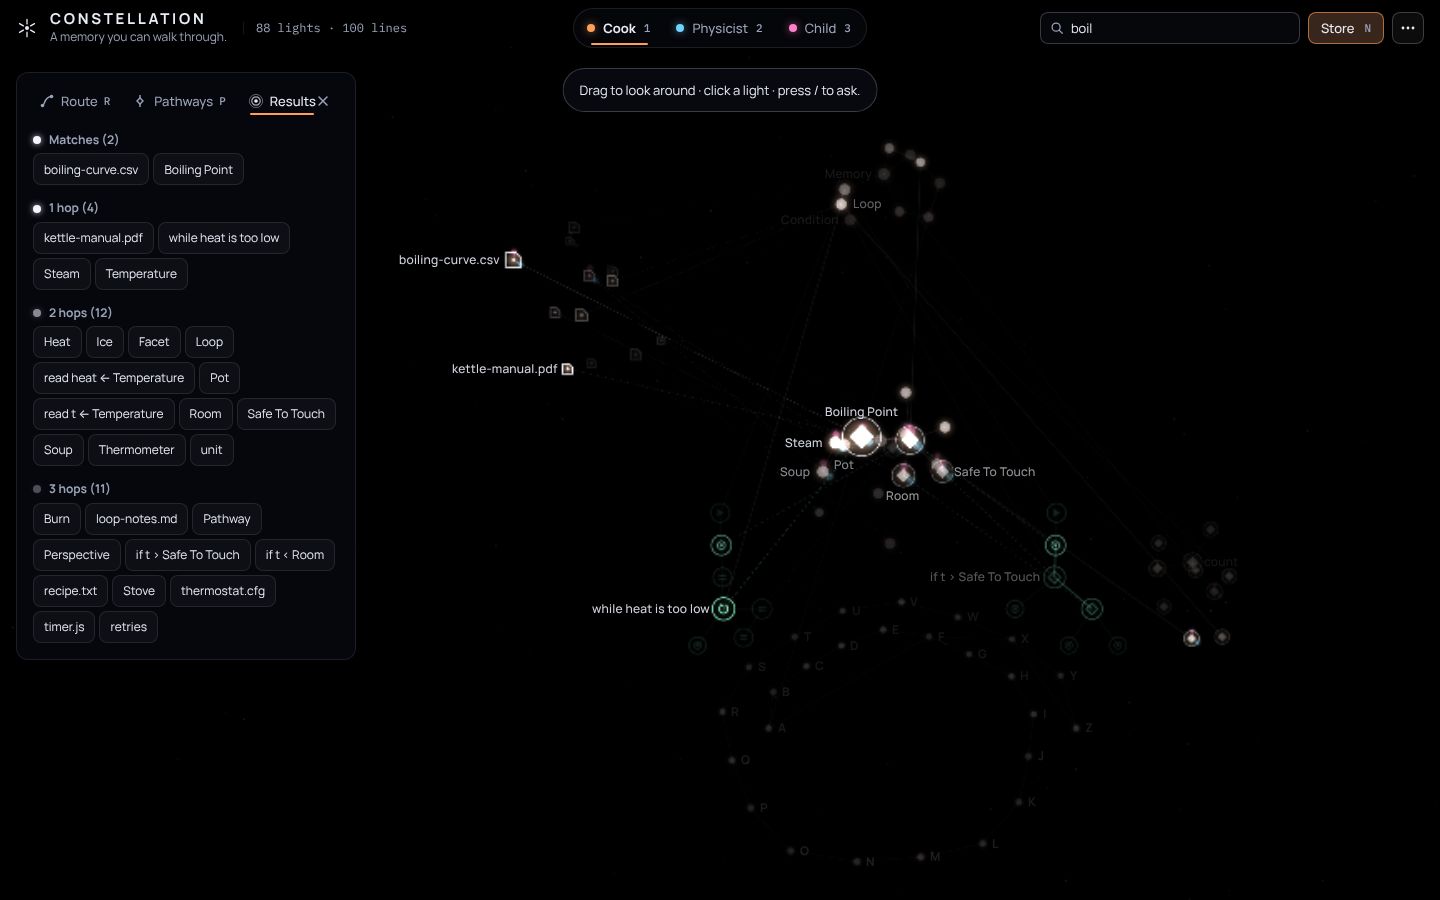 CONSTELLATION
A memory you can walk through.
88 lights · 100 lines
Cook 1
Physicist 2
Child 3
boil
Store N
Route R
Pathways P
Results
Drag to look around · click a light · press / to ask.
Matches (2)
boiling-curve.csv
Boiling Point
1 hop (4)
kettle-manual.pdf
while heat is too low
Steam
Temperature
2 hops (12)
Heat
Ice
Facet
Loop
read heat ← Temperature
Pot
read t ← Temperature
Room
Safe To Touch
Soup
Thermometer
unit
3 hops (11)
Burn
loop-notes.md
Pathway
Perspective
if t > Safe To Touch
if t < Room
recipe.txt
Stove
thermostat.cfg
timer.js
retries
Memory
Loop
Condition
boiling-curve.csv
kettle-manual.pdf
Boiling Point
Steam
Pot
Soup
Safe To Touch
Room
count
if t > Safe To Touch
while heat is too low
U
V
W
T
E
F
X
D
G
S
C
H
Y
B
R
I
A
Z
J
Q
K
P
L
O
N
M